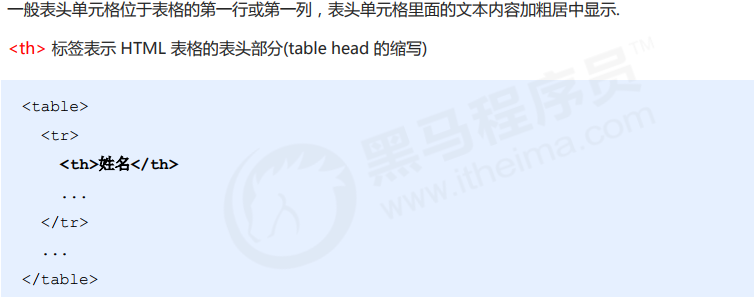 一般表头单元格位于表格的第一行或第一列，表头单元格里面的文本内容加粗居中显示.
<th> 标签表示 HTML 表格的表头部分(table head 的缩写)
<table>
<tr>
<th>姓名</th>
...
</tr>
...
</table>
黑马程序员™
www.itheima.com